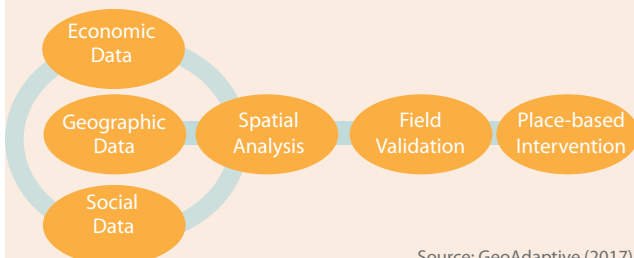 Economic
Data
Geographic
Data
Social
Data
Spatial
Analysis
Field
Validation
Place-based
Intervention
Source: GeoAdaptive (2017)